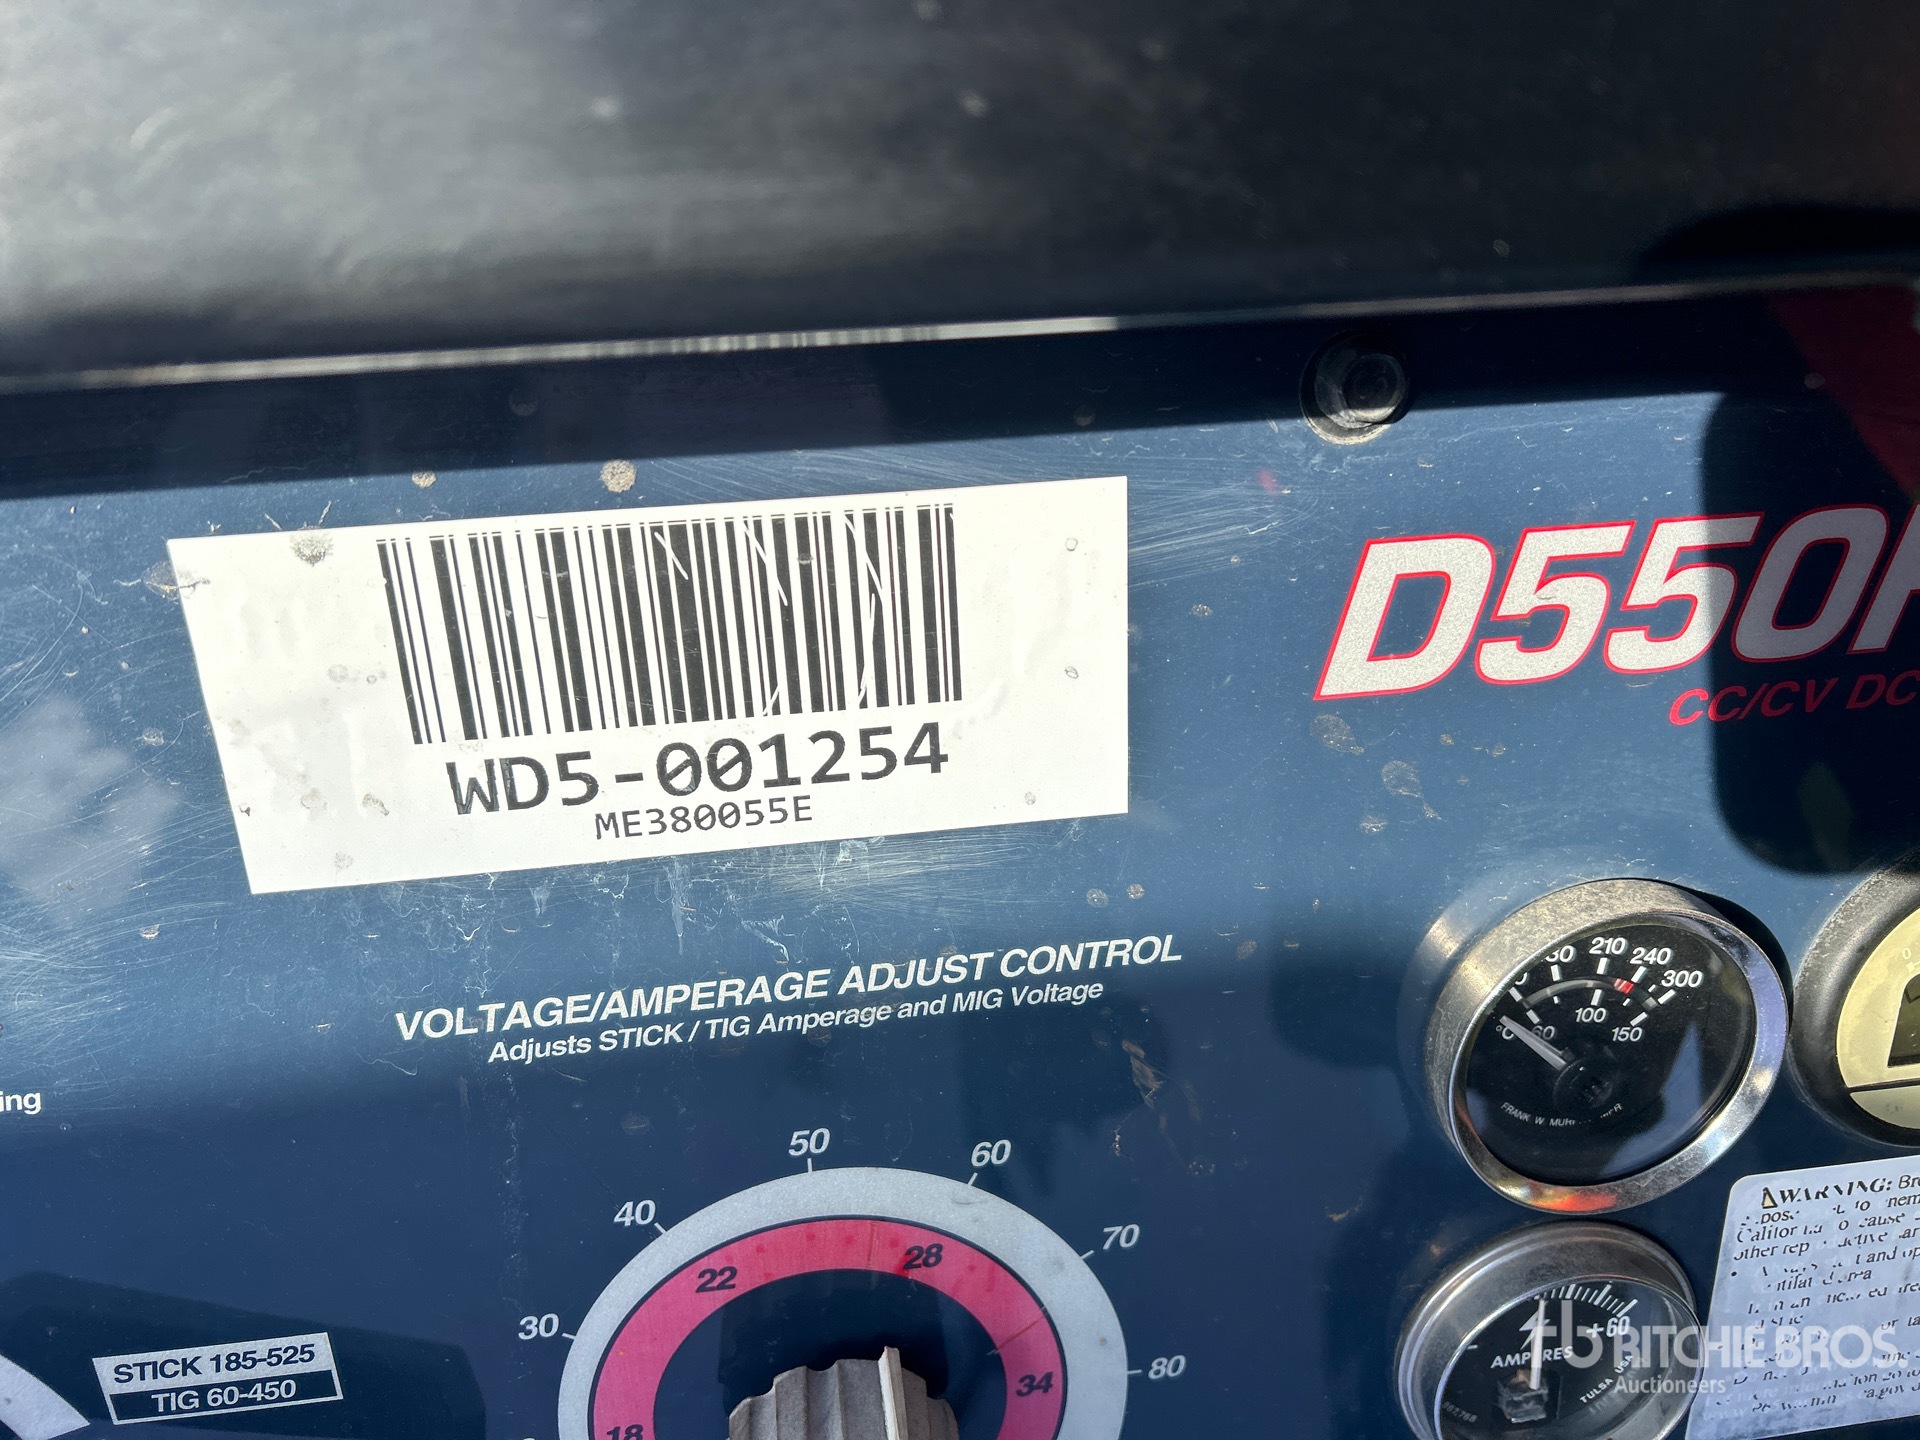 WD5-001254
ME380055E
D550
CC/CV DC
VOLTAGE/AMPERAGE ADJUST CONTROL
Adjusts STICK / TIG Amperage and MIG Voltage
ing
210 240 300
°C 60 100 150
FRANK W. MUR
50 60
40 70
30 80
22 28
18 34
STICK 185-525
TIG 60-450
+60
AMPERES
TULSA USA
WARNING:
RITCHIE BROS.
Auctioneers